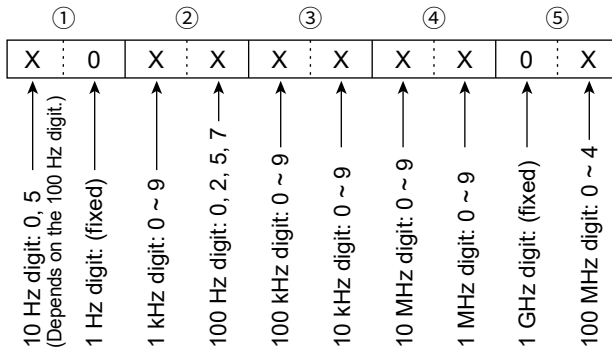 ① ② ③ ④ ⑤
X 0 X X X X X X 0 X
10 Hz digit: 0, 5
(Depends on the 100 Hz digit.)
1 Hz digit: (fixed)
1 kHz digit: 0 ~ 9
100 Hz digit: 0, 2, 5, 7
100 kHz digit: 0 ~ 9
10 kHz digit: 0 ~ 9
10 MHz digit: 0 ~ 9
1 MHz digit: 0 ~ 9
1 GHz digit: (fixed)
100 MHz digit: 0 ~ 4